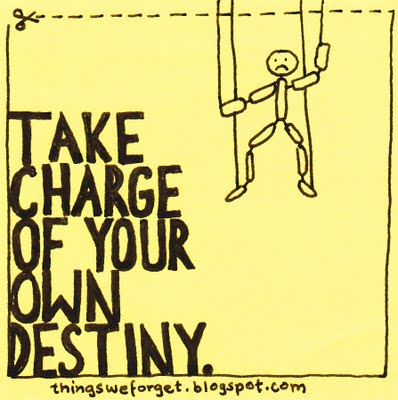 TAKE
CHARGE
OF YOUR
OWN
DESTINY.
thingsweforget.blogspot.com